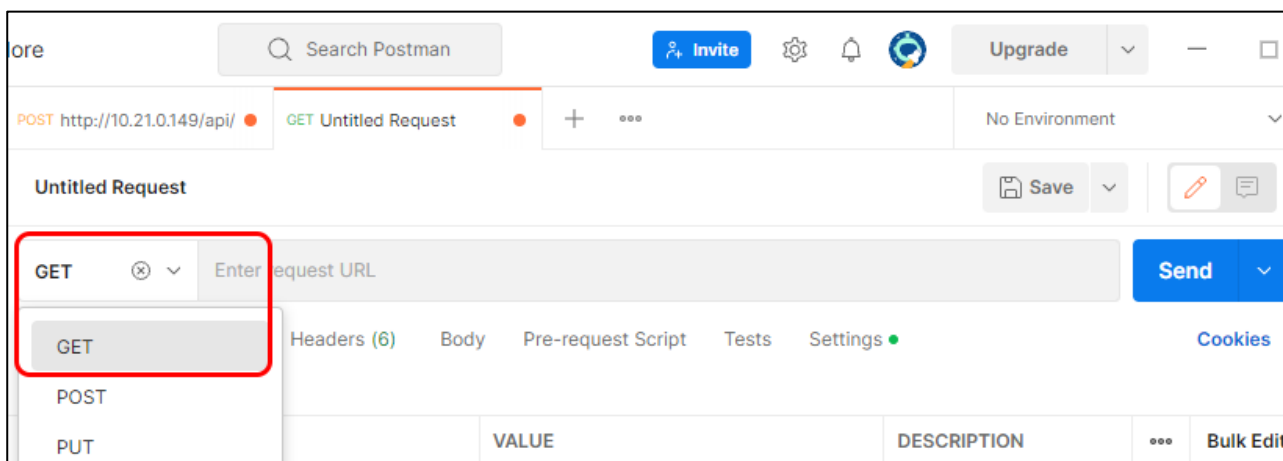 lore Search Postman Invite Upgrade
POST http://10.21.0.149/api/ GET Untitled Request No Environment
Untitled Request Save
GET Enter request URL Send
GET Headers (6) Body Pre-request Script Tests Settings Cookies
POST
PUT VALUE DESCRIPTION Bulk Edit